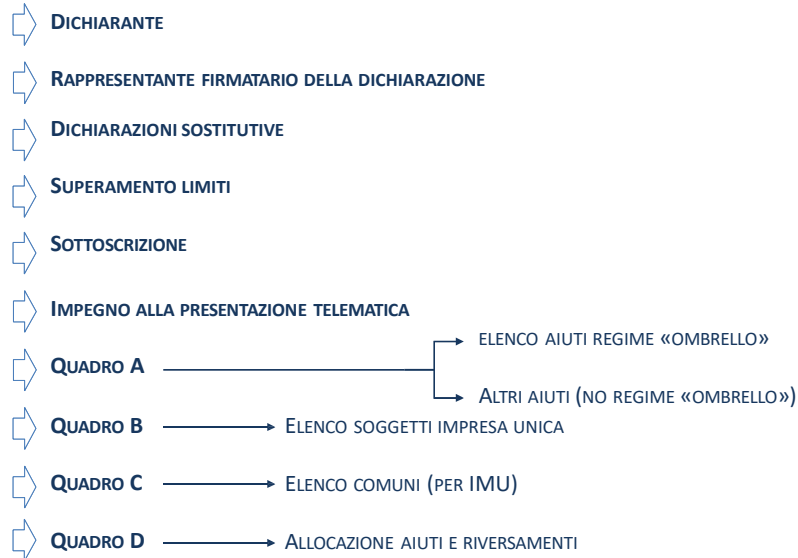 DICHIARANTE
RAPPRESENTANTE FIRMATARIO DELLA DICHIARAZIONE
DICHIARAZIONI SOSTITUTIVE
SUPERAMENTO LIMITI
SOTTOSCRIZIONE
IMPEGNO ALLA PRESENTAZIONE TELEMATICA
ELENCO AIUTI REGIME «OMBRELLO»
QUADRO A
ALTRI AIUTI (NO REGIME «OMBRELLO»)
QUADRO B ELENCO SOGGETTI IMPRESA UNICA
QUADRO C ELENCO COMUNI (PER IMU)
QUADRO D ALLOCAZIONE AIUTI E RIVERSAMENTI